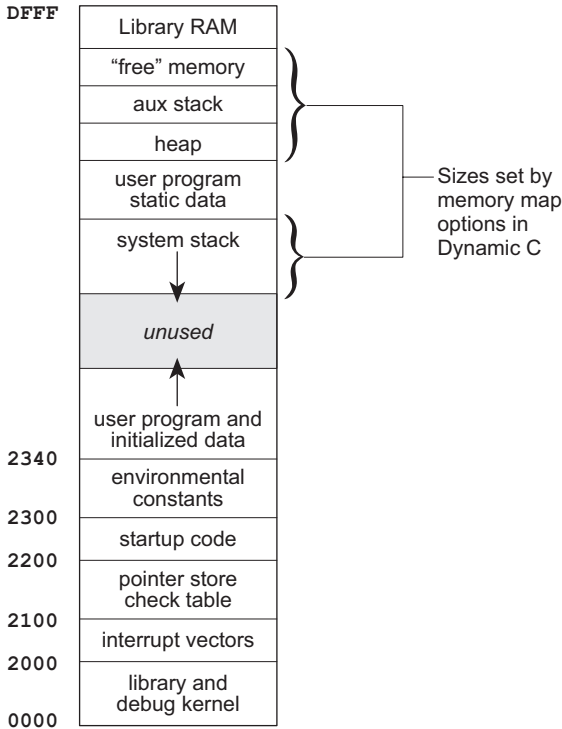 DFFF
Library RAM
“free” memory
aux stack
heap
user program
static data
system stack
Sizes set by
memory map
options in
Dynamic C
unused
user program and
initialized data
2340
environmental
constants
2300
startup code
2200
pointer store
check table
2100
interrupt vectors
2000
library and
debug kernel
0000